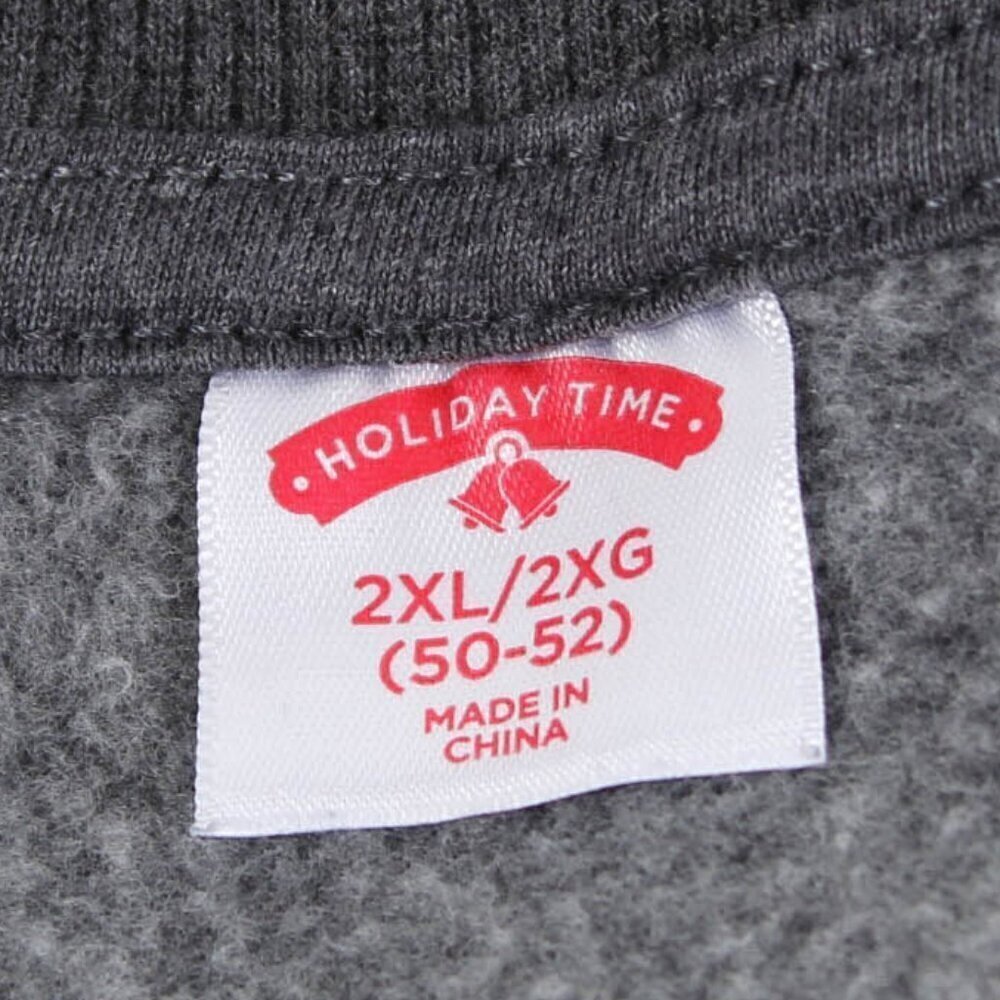 • HOLIDAY TIME •
2XL/2XG
(50-52)
MADE IN
CHINA